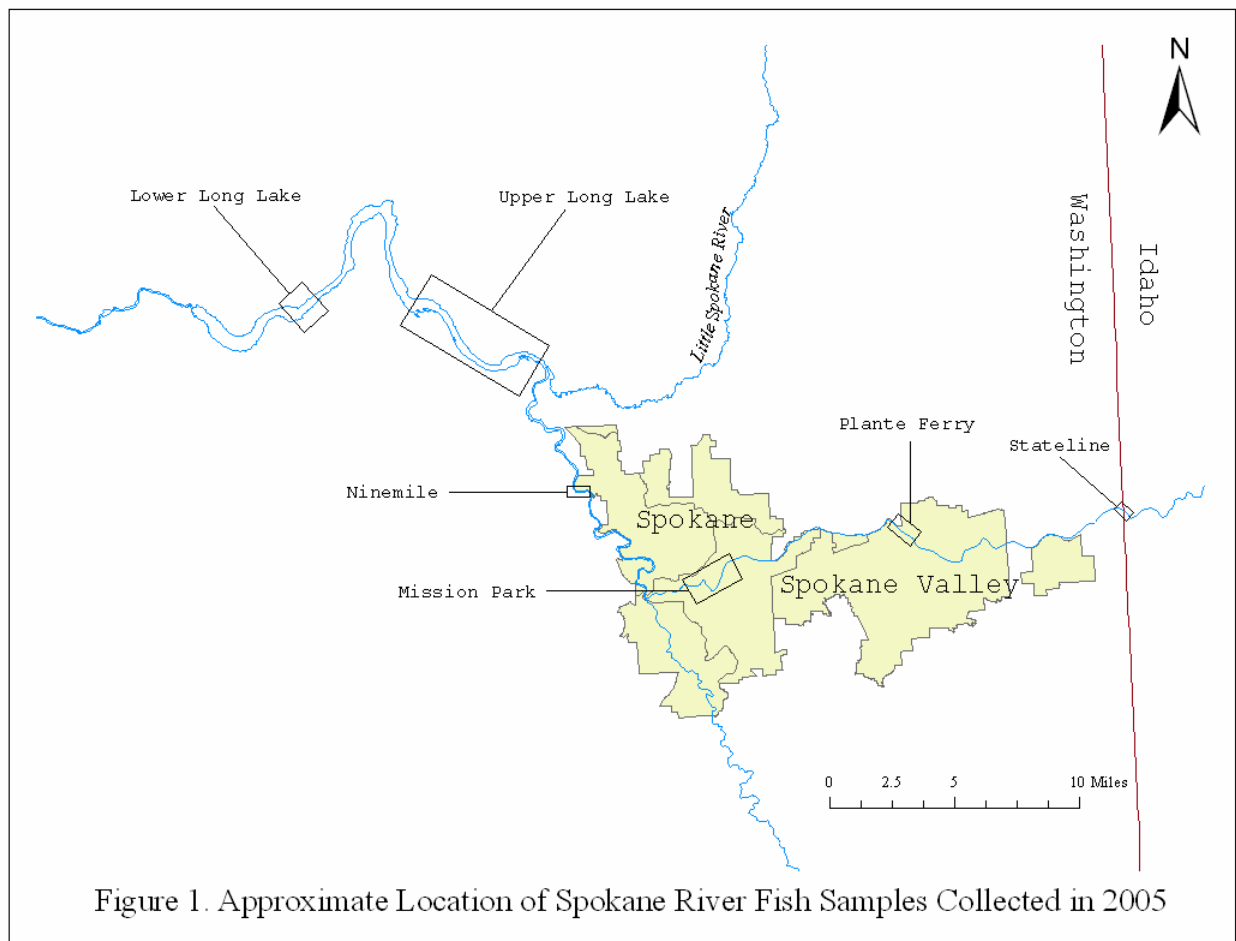 N
Lower Long Lake
Upper Long Lake
Little Spokane River
Washington
Idaho
Plante Ferry
Stateline
Ninemile
Spokane
Mission Park
Spokane Valley
0 2.5 5 10 Miles
Figure 1. Approximate Location of Spokane River Fish Samples Collected in 2005